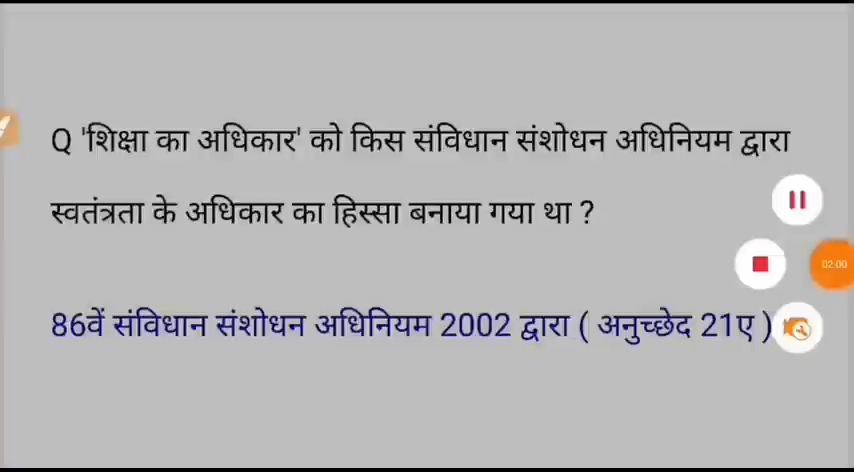 Q 'शिक्षा का अधिकार' को किस संविधान संशोधन अधिनियम द्वारा
स्वतंत्रता के अधिकार का हिस्सा बनाया गया था ?
02:00
86वें संविधान संशोधन अधिनियम 2002 द्वारा ( अनुच्छेद 21ए )